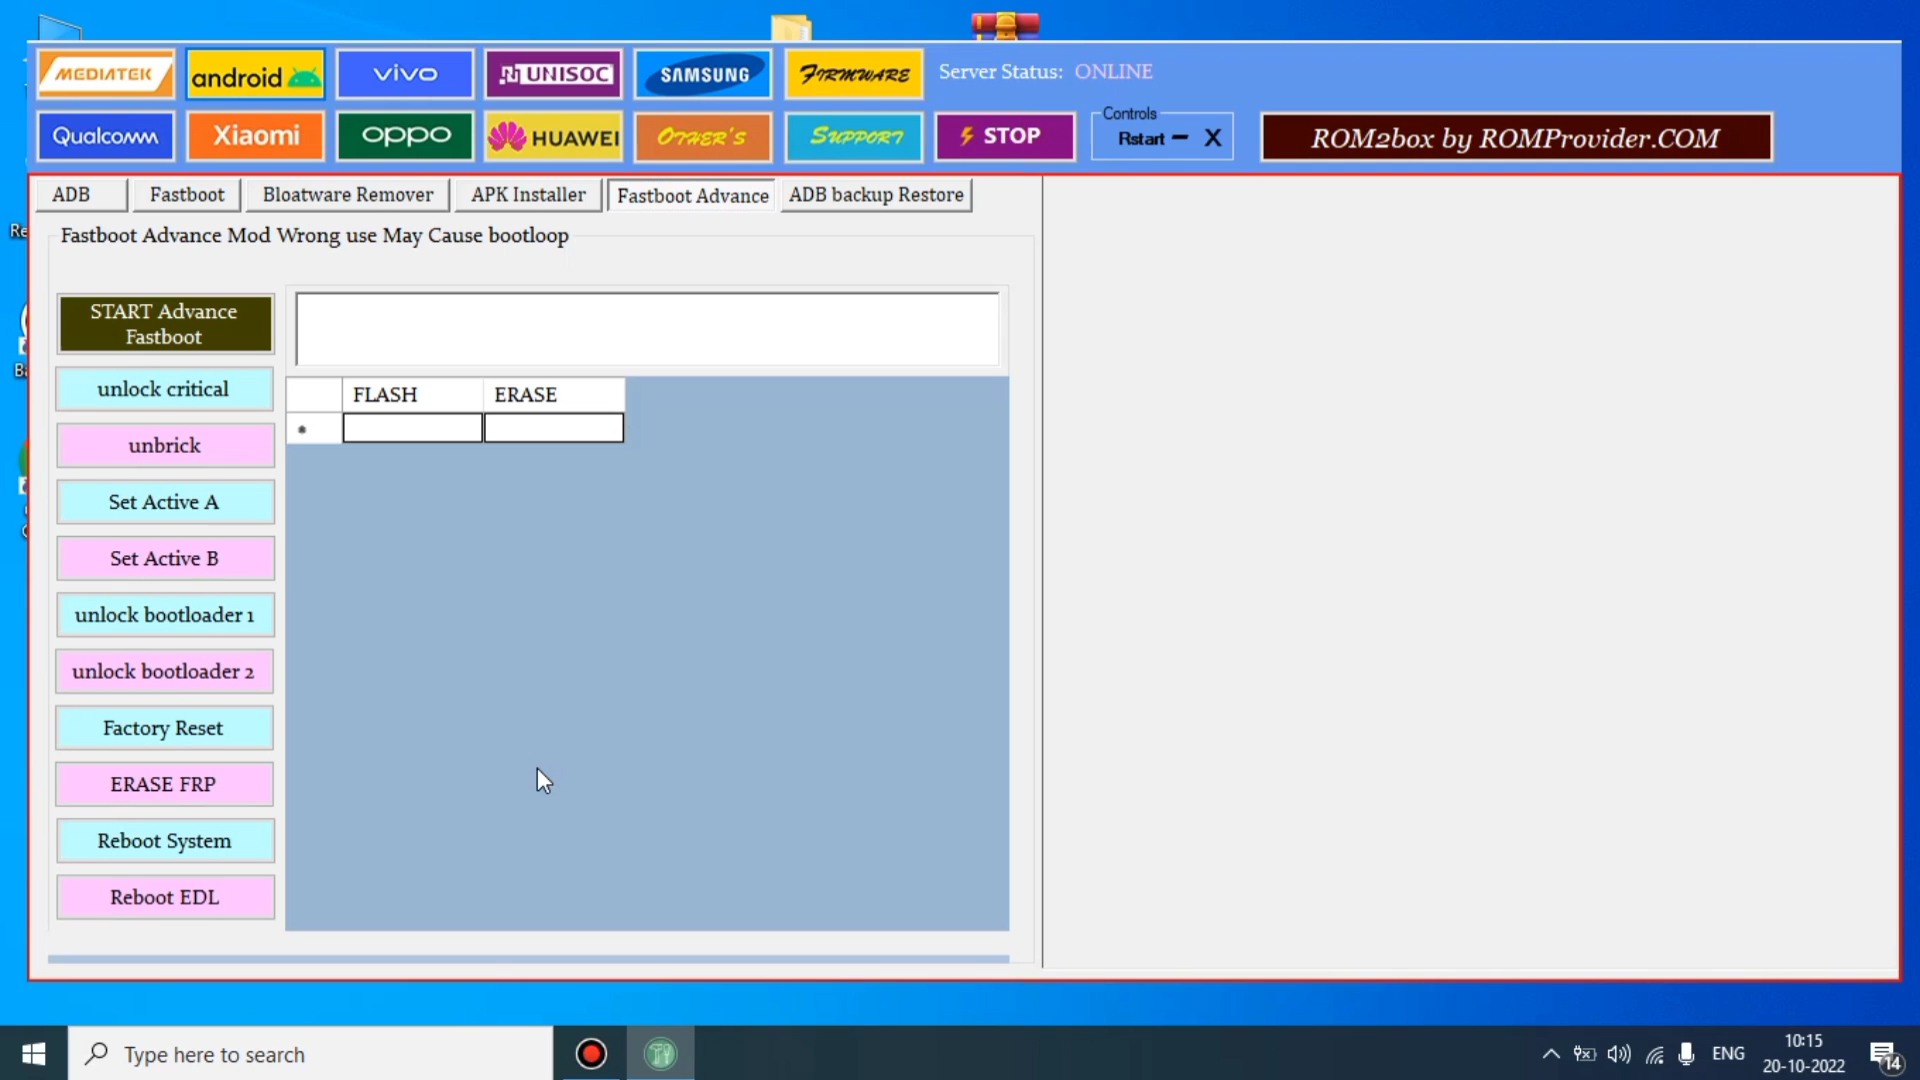 MEDIATEK
android
vivo
UNISOC
SAMSUNG
FIRMWARE
Server Status: ONLINE
Qualcomm
Xiaomi
oppo
HUAWEI
OTHER'S
SUPPORT
⚡ STOP
Controls
Rstart
X
ROM2box by ROMProvider.COM
ADB
Fastboot
Bloatware Remover
APK Installer
Fastboot Advance
ADB backup Restore
Fastboot Advance Mod Wrong use May Cause bootloop
START Advance
Fastboot
unlock critical
unbrick
Set Active A
Set Active B
unlock bootloader 1
unlock bootloader 2
Factory Reset
ERASE FRP
Reboot System
Reboot EDL
FLASH
ERASE
Re
Ba
Type here to search
ENG
10:15
20-10-2022
14